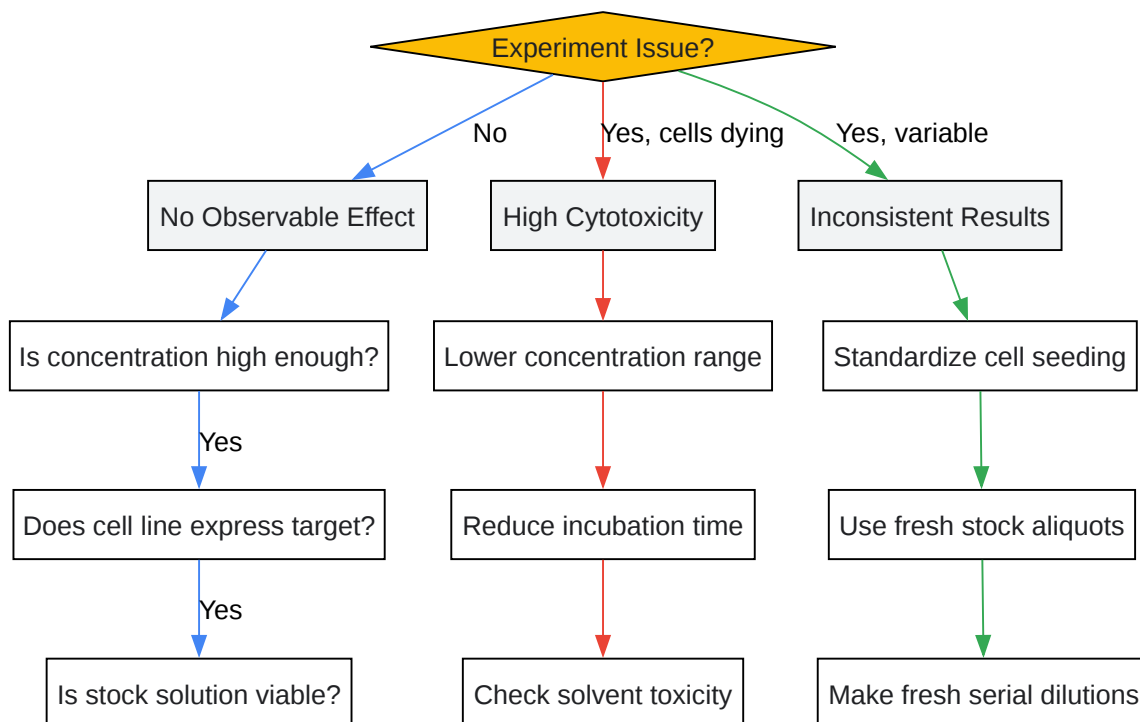 Experiment Issue?
No
Yes, cells dying
Yes, variable
No Observable Effect
High Cytotoxicity
Inconsistent Results
Is concentration high enough?
Lower concentration range
Standardize cell seeding
Yes
Does cell line express target?
Reduce incubation time
Use fresh stock aliquots
Yes
Is stock solution viable?
Check solvent toxicity
Make fresh serial dilutions